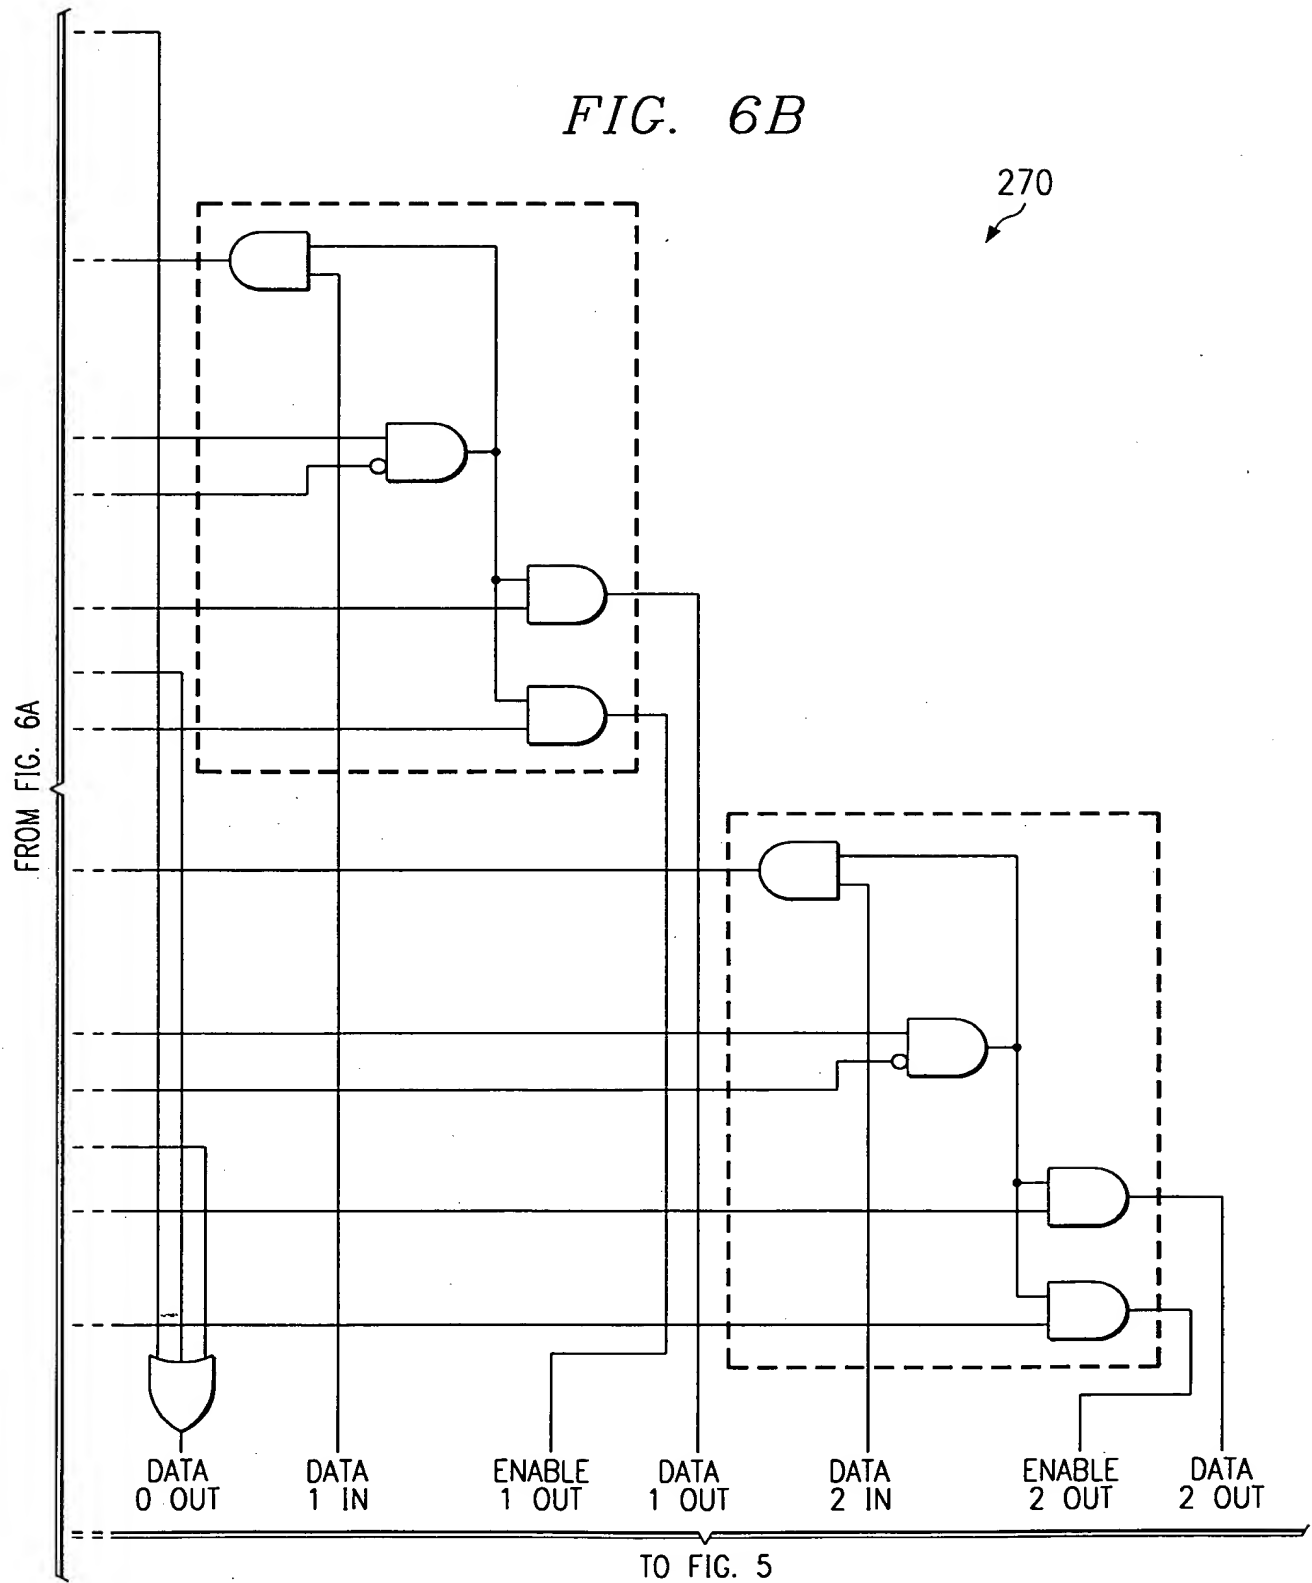 FIG. 6B
270
FROM FIG. 6A
DATA
0 OUT
DATA
1 IN
ENABLE
1 OUT
DATA
1 OUT
DATA
2 IN
ENABLE
2 OUT
DATA
2 OUT
TO FIG. 5